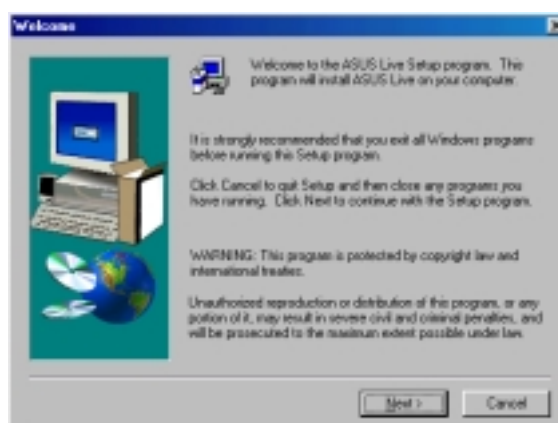 Welcome
Welcome to the ASUS Live Setup program. This
program will install ASUS Live on your computer.
It is strongly recommended that you exit all Windows programs
before running this Setup program.
Click Cancel to quit Setup and then close any programs you
have running. Click Next to continue with the Setup program.
WARNING: This program is protected by copyright law and
international treaties.
Unauthorized reproduction or distribution of this program, or any
portion of it, may result in severe civil and criminal penalties, and
will be prosecuted to the maximum extent possible under law.
Next > Cancel